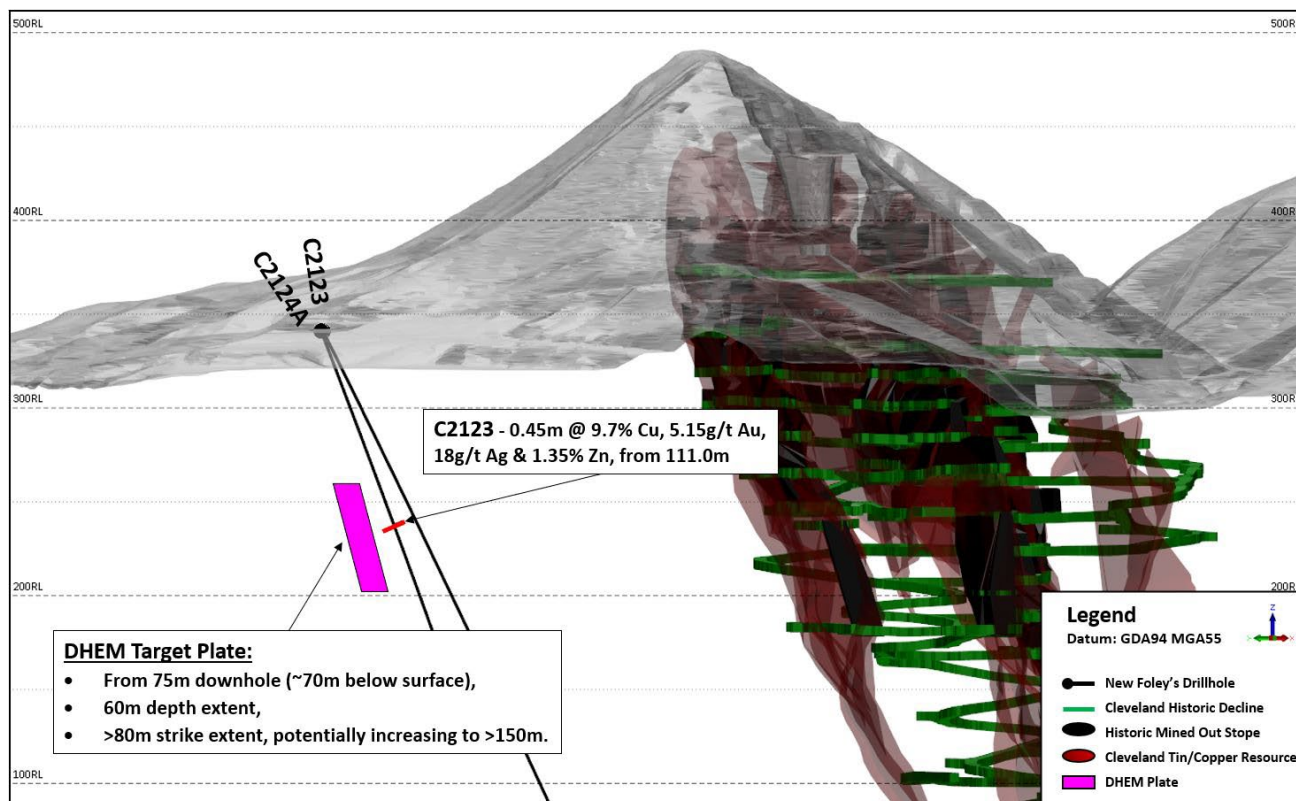 500RL
500RL
400RL
400RL
C2123
C2124A
300RL
300RL
C2123 - 0.45m @ 9.7% Cu, 5.15g/t Au,
18g/t Ag & 1.35% Zn, from 111.0m
200RL
200RL
DHEM Target Plate:
• From 75m downhole (~70m below surface),
• 60m depth extent,
• >80m strike extent, potentially increasing to >150m.
100RL
Legend
Datum: GDA94 MGA55
Z
New Foley's Drillhole
Cleveland Historic Decline
Historic Mined Out Stope
Cleveland Tin/Copper Resource
DHEM Plate